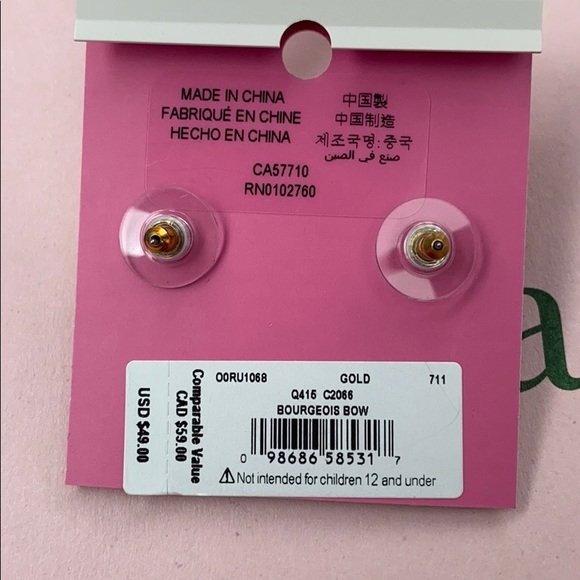 MADE IN CHINA
FABRIQUÉ EN CHINE
HECHO EN CHINA
中国製
中国制造
제조국명: 중국
صنع في الصين
CA57710
RN0102760
O0RU1068 GOLD 711
Q415 C2066
BOURGEOIS BOW
0 98686 58531 7
⚠Not intended for children 12 and under
Comparable Value
CAD $59.00
USD $49.00
a